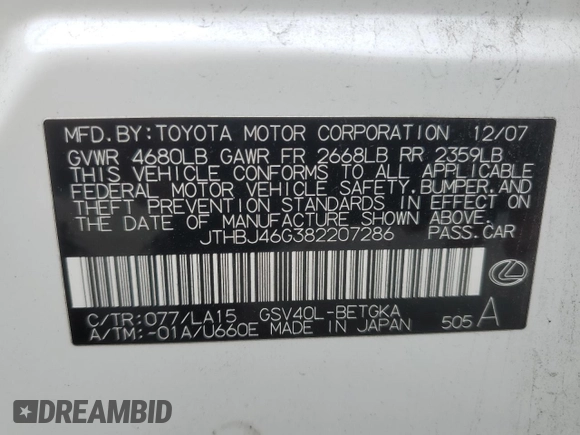 MFD. BY: TOYOTA MOTOR CORPORATION 12/07
GVWR 4680LB GAWR FR 2668LB RR 2359LB
THIS VEHICLE CONFORMS TO ALL APPLICABLE
FEDERAL MOTOR VEHICLE SAFETY, BUMPER, AND
THEFT PREVENTION STANDARDS IN EFFECT ON
THE DATE OF MANUFACTURE SHOWN ABOVE.
JTHBJ46G382207286 PASS.CAR
C/TR: 077/LA15 GSV40L-BETGKA
A/TM: -01A/U660E MADE IN JAPAN 505 A
DREAMBID